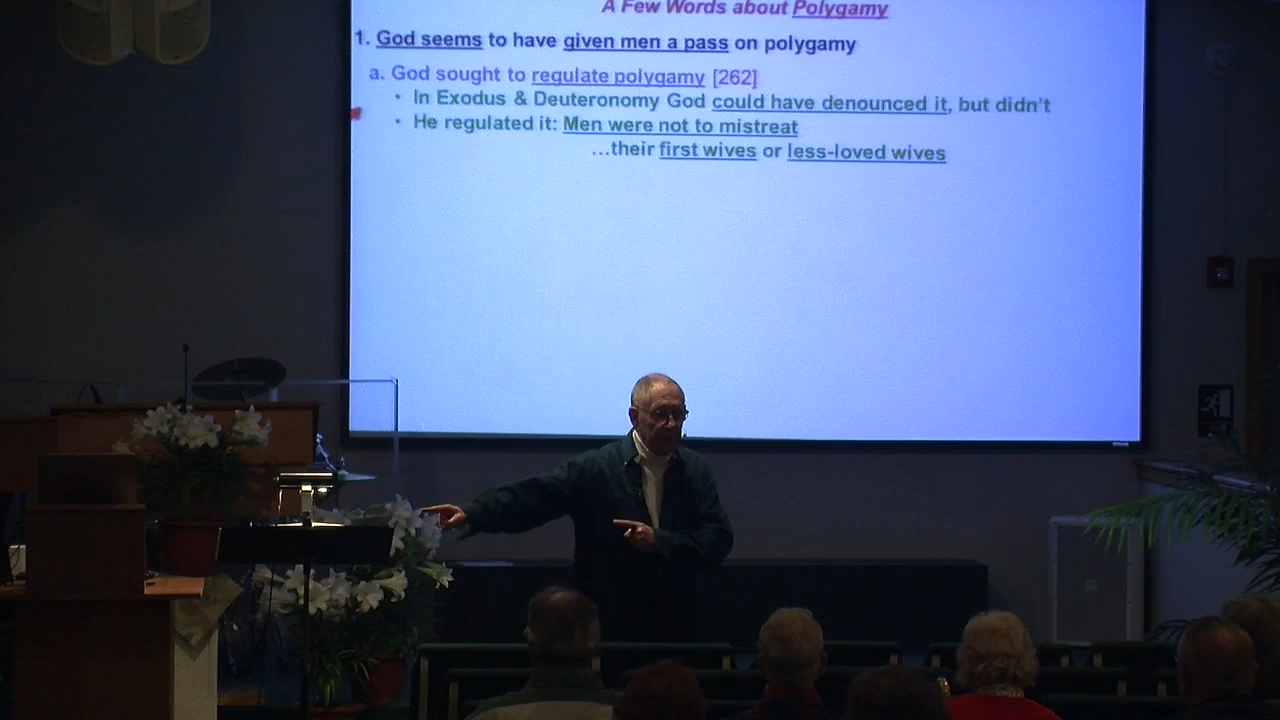 A Few Words about Polygamy
1. God seems to have given men a pass on polygamy
a. God sought to regulate polygamy [262]
• In Exodus & Deuteronomy God could have denounced it, but didn't
• He regulated it: Men were not to mistreat
...their first wives or less-loved wives